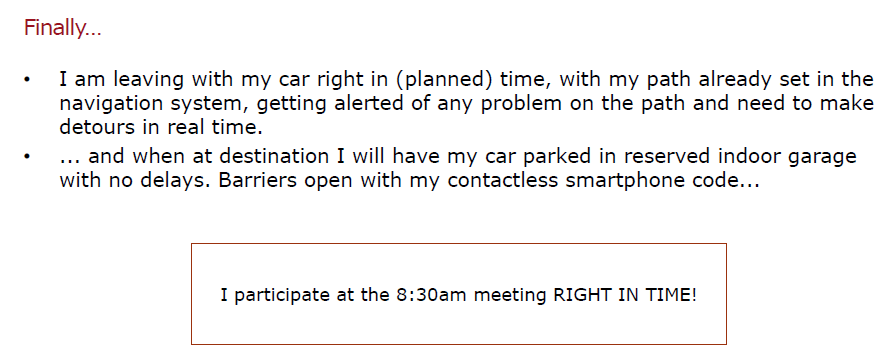 Finally...
• I am leaving with my car right in (planned) time, with my path already set in the
navigation system, getting alerted of any problem on the path and need to make
detours in real time.
• ... and when at destination I will have my car parked in reserved indoor garage
with no delays. Barriers open with my contactless smartphone code...
I participate at the 8:30am meeting RIGHT IN TIME!